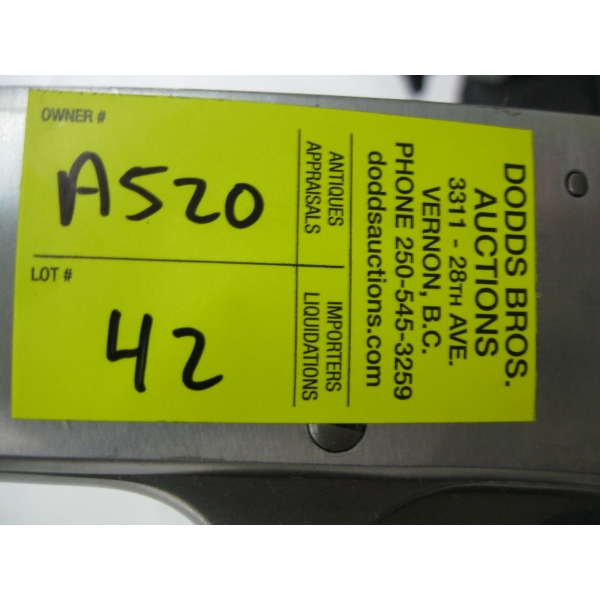 OWNER #
A520
LOT #
42
DODDS BROS.
AUCTIONS
3311 - 28TH AVE.
VERNON, B.C.
PHONE 250-545-3259
doddsauctions.com
ANTIQUES
APPRAISALS
IMPORTERS
LIQUIDATIONS